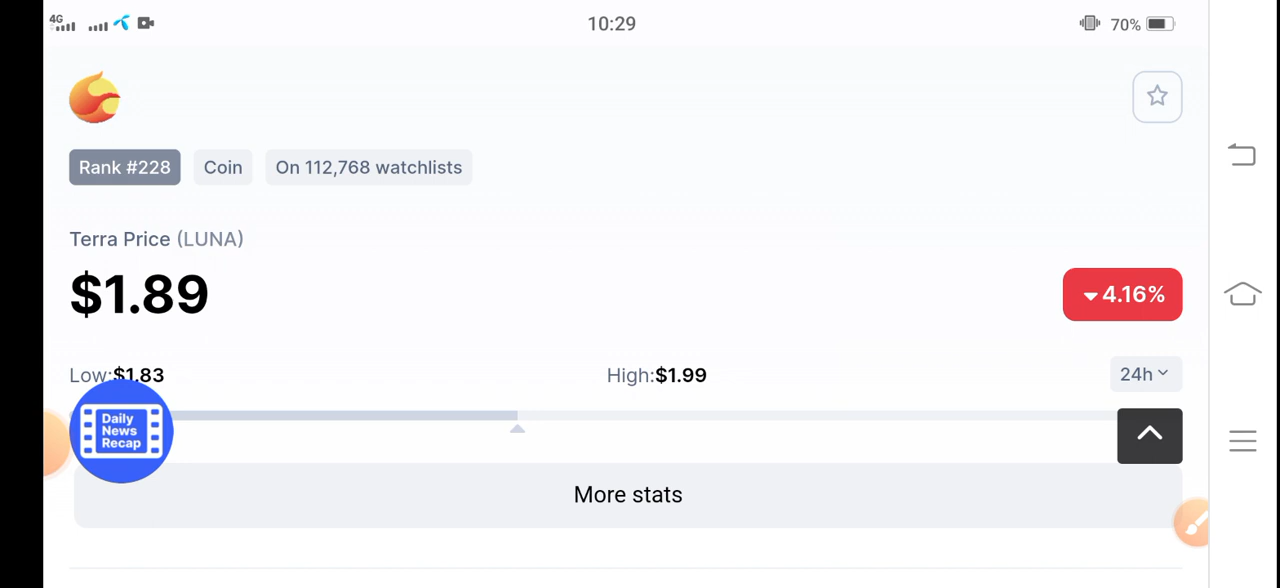 4G 10:29 70%
Rank #228 Coin On 112,768 watchlists
Terra Price (LUNA)
$1.89 4.16%
Low:$1.83 High:$1.99 24h
Daily
News
Recap
More stats